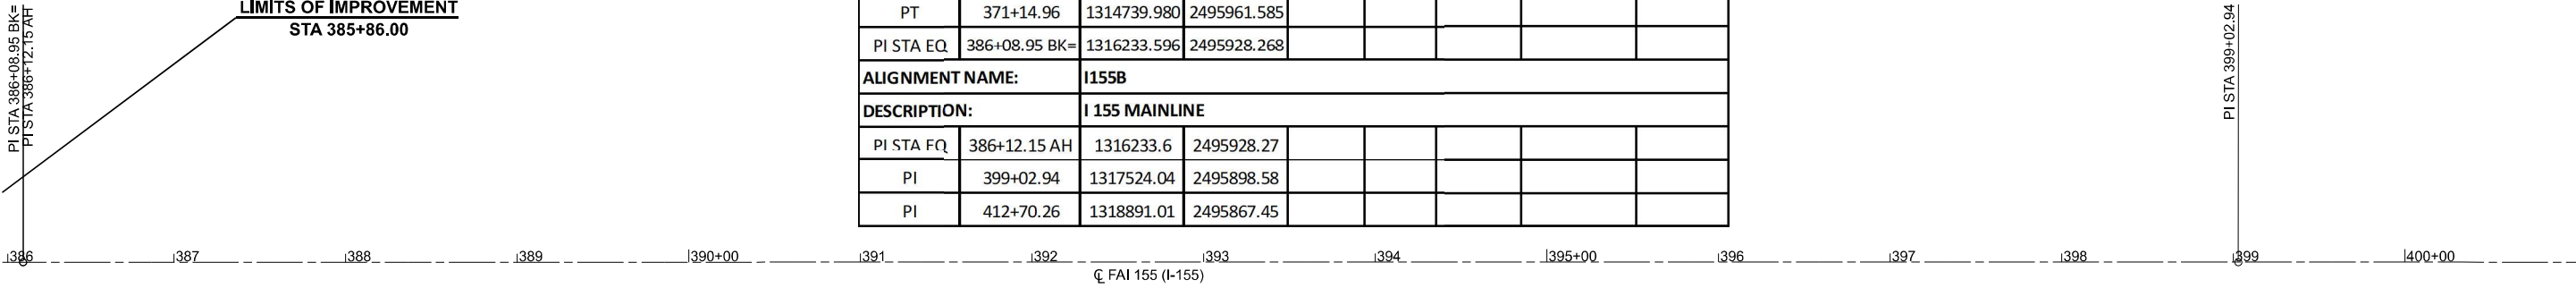 PI STA 386+08.95 BK=
PI STA 386+12.15 AH
LIMITS OF IMPROVEMENT
STA 385+86.00
PT 371+14.96 1314739.980 2495961.585
PI STA EQ 386+08.95 BK= 1316233.596 2495928.268
ALIGNMENT NAME: I155B
DESCRIPTION: I 155 MAINLINE
PI STA EQ 386+12.15 AH 1316233.6 2495928.27
PI 399+02.94 1317524.04 2495898.58
PI 412+70.26 1318891.01 2495867.45
PI STA 399+02.94
386 387 388 389 390+00 391 392 393 394 395+00 396 397 398 399 400+00
℄ FAI 155 (I-155)